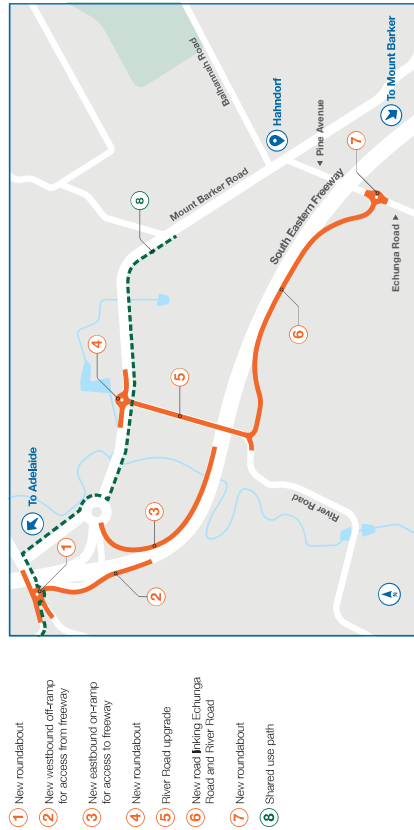 1 New roundabout
2 New westbound off-ramp
for access from freeway
3 New eastbound on-ramp
for access to freeway
4 New roundabout
5 River Road upgrade
6 New road linking Echunga
Road and River Road
7 New roundabout
8 Shared use path
To Adelaide
1
2
3
4
5
6
7
8
Mount Barker Road
Balhannah Road
Hahndorf
Pine Avenue
South Eastern Freeway
To Mount Barker
Echunga Road
River Road
N